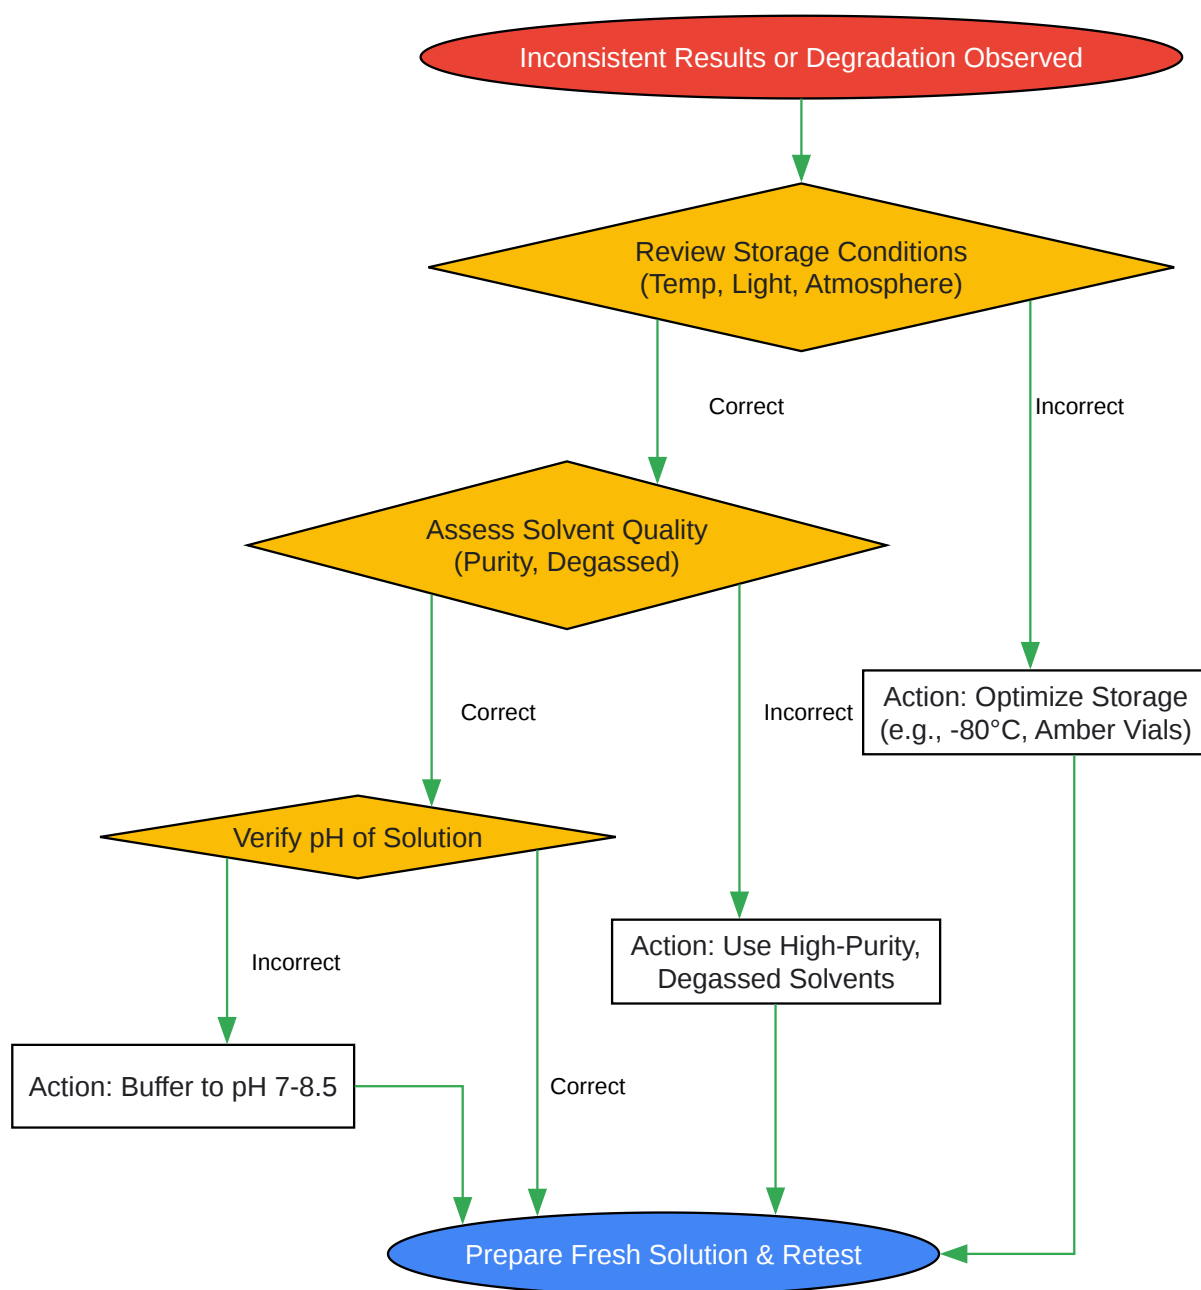 Inconsistent Results or Degradation Observed
Review Storage Conditions
(Temp, Light, Atmosphere)
Correct
Incorrect
Assess Solvent Quality
(Purity, Degassed)
Correct
Incorrect
Action: Optimize Storage
(e.g., -80°C, Amber Vials)
Verify pH of Solution
Incorrect
Action: Use High-Purity,
Degassed Solvents
Action: Buffer to pH 7-8.5
Correct
Prepare Fresh Solution & Retest